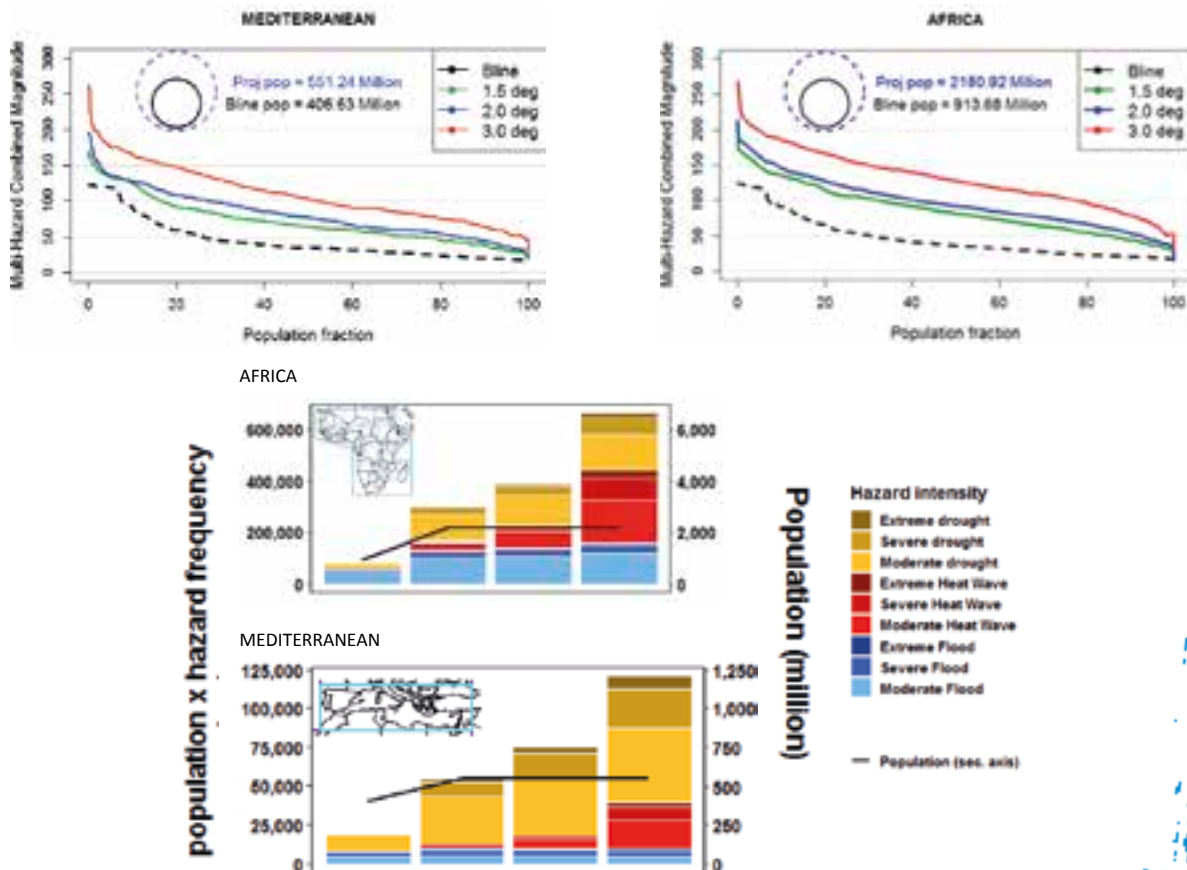 MEDITERRANEAN
Multi-Hazard Combined Magnitude
300
250
200
150
100
50
0
Proj pop = 551.24 Million
Bline pop = 406.63 Million
Bline
1.5 deg
2.0 deg
3.0 deg
0 20 40 60 80 100
Population fraction
AFRICA
Multi-Hazard Combined Magnitude
300
250
200
150
100
50
0
Proj pop = 2180.92 Million
Bline pop = 913.68 Million
Bline
1.5 deg
2.0 deg
3.0 deg
0 20 40 60 80 100
Population fraction
population x hazard frequency
AFRICA
600,000
400,000
200,000
0
6,000
4,000
2,000
0
MEDITERRANEAN
125,000
100,000
75,000
50,000
25,000
0
1,250
1,000
750
500
250
0
Population (million)
Hazard intensity
Extreme drought
Severe drought
Moderate drought
Extreme Heat Wave
Severe Heat Wave
Moderate Heat Wave
Extreme Flood
Severe Flood
Moderate Flood
Population (sec. axis)